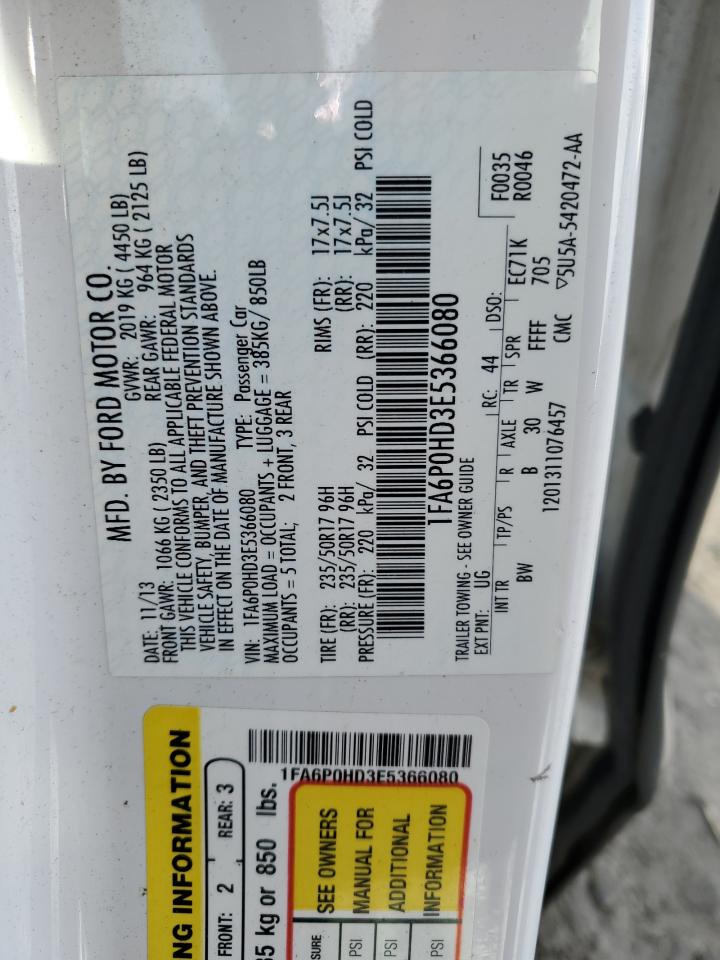 MFD. BY FORD MOTOR CO.
DATE: 11/13 GVWR: 2019 KG ( 4450 LB)
FRONT GAWR: 1066 KG ( 2350 LB) REAR GAWR: 964 KG ( 2125 LB)
THIS VEHICLE CONFORMS TO ALL APPLICABLE FEDERAL MOTOR
VEHICLE SAFETY, BUMPER, AND THEFT PREVENTION STANDARDS
IN EFFECT ON THE DATE OF MANUFACTURE SHOWN ABOVE.
VIN: 1FA6P0HD3E5366080 TYPE: Passenger Car
MAXIMUM LOAD = OCCUPANTS + LUGGAGE = 385KG/ 850LB
OCCUPANTS = 5 TOTAL; 2 FRONT, 3 REAR
TIRE (FR): 235/50R17 96H RIMS (FR): 17x7.5J
(RR): 235/50R17 96H (RR): 17x7.5J
PRESSURE (FR): 220 kPa/ 32 PSI COLD (RR): 220 kPa/ 32 PSI COLD
1FA6P0HD3E5366080
TRAILER TOWING - SEE OWNER GUIDE
EXT PNT: UG RC: 44 DSO: F0035
R0046
INT TR TP/PS R AXLE TR SPR EC71K
BW B 30 W FFFF 705
1201311076457 CMC ▽5U5A-5420472-AA
1FA6P0HD3E5366080
NG INFORMATION
FRONT: 2 REAR: 3
85 kg or 850 lbs.
SURE SEE OWNERS
PSI MANUAL FOR
PSI ADDITIONAL
PSI INFORMATION